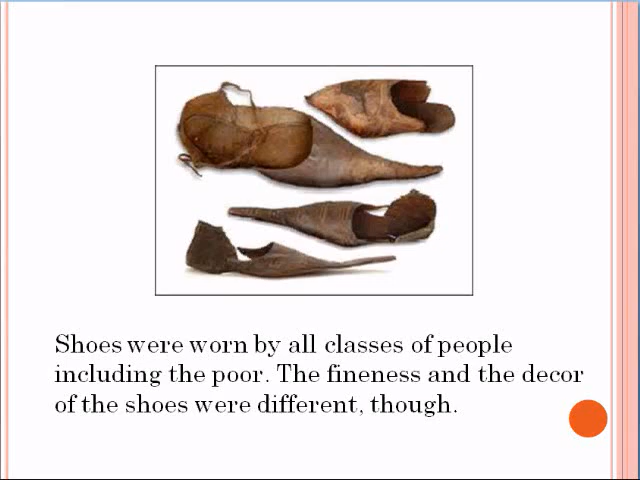 Shoes were worn by all classes of people
including the poor. The fineness and the decor
of the shoes were different, though.